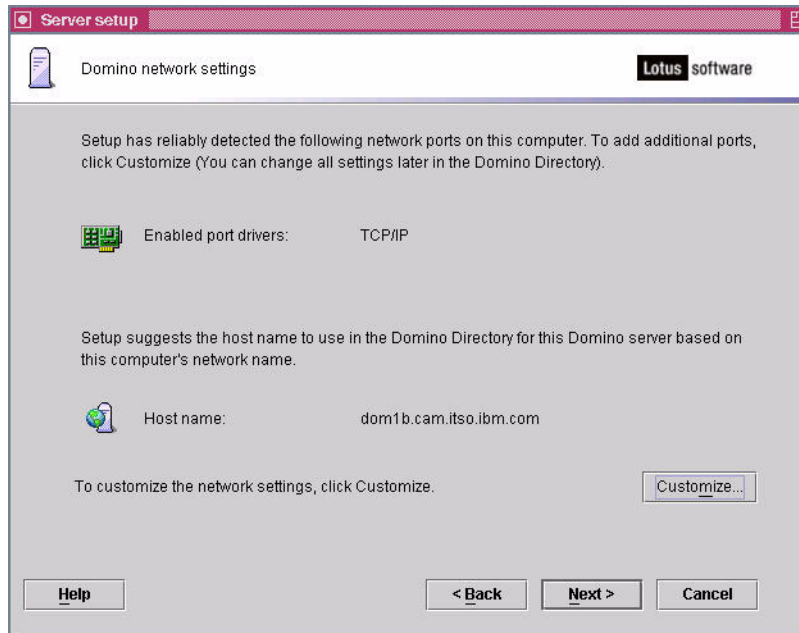 Server setup
Domino network settings
Lotus software
Setup has reliably detected the following network ports on this computer. To add additional ports,
click Customize (You can change all settings later in the Domino Directory).
Enabled port drivers: TCP/IP
Setup suggests the host name to use in the Domino Directory for this Domino server based on
this computer's network name.
Host name: dom1b.cam.itso.ibm.com
To customize the network settings, click Customize.
Customize...
Help
< Back
Next >
Cancel